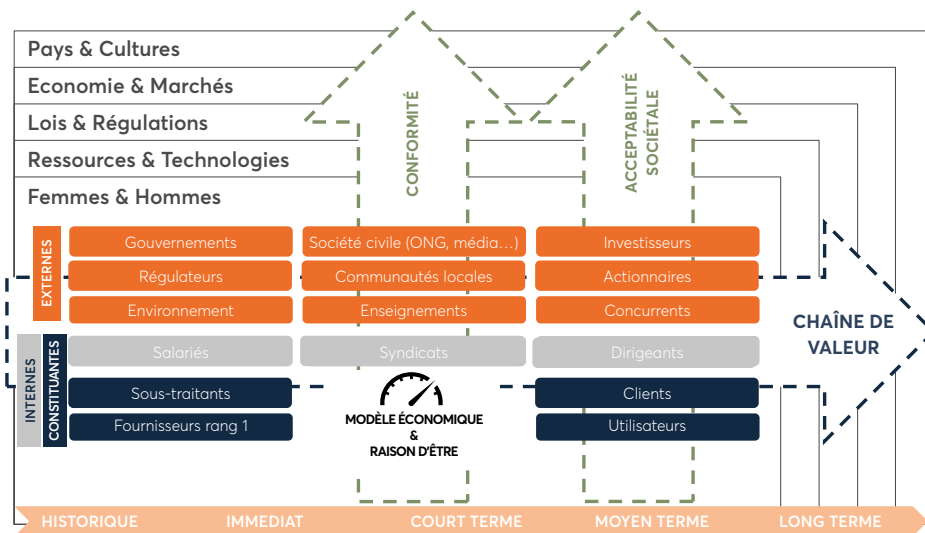 Pays & Cultures
Economie & Marchés
Lois & Régulations
Ressources & Technologies
Femmes & Hommes
CONFORMITÉ
ACCEPTABILITÉ
SOCIÉTALE
EXTERNES
Gouvernements
Société civile (ONG, média...)
Investisseurs
Régulateurs
Communautés locales
Actionnaires
Environnement
Enseignements
Concurrents
INTERNES
CONSTITUANTES
Salariés
Syndicats
Dirigeants
Sous-traitants
Clients
Fournisseurs rang 1
Utilisateurs
MODÈLE ÉCONOMIQUE
&
RAISON D'ÊTRE
CHAÎNE DE
VALEUR
HISTORIQUE
IMMEDIAT
COURT TERME
MOYEN TERME
LONG TERME